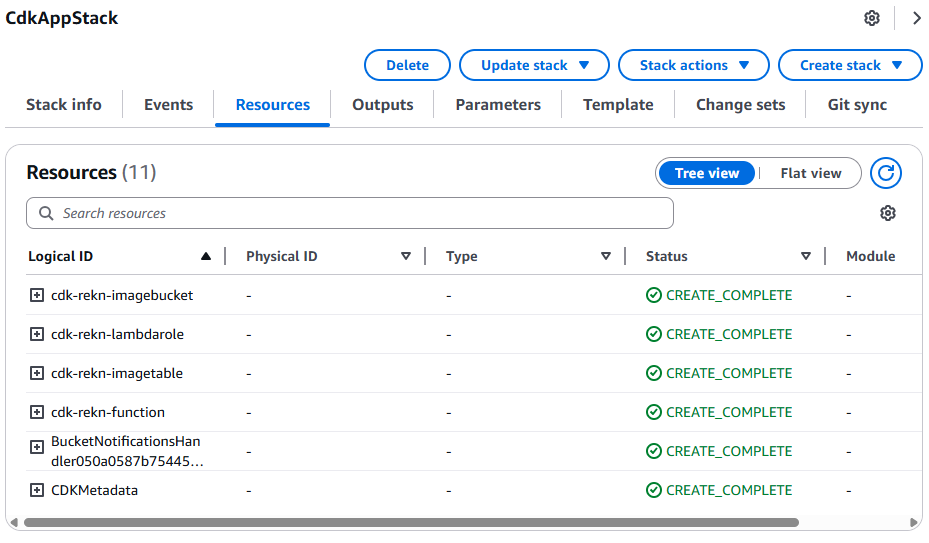 CdkAppStack
Delete Update stack Stack actions Create stack
Stack info Events Resources Outputs Parameters Template Change sets Git sync
Resources (11) Tree view Flat view
Search resources
Logical ID Physical ID Type Status Module
cdk-rekn-imagebucket - - CREATE_COMPLETE -
cdk-rekn-lambdarole - - CREATE_COMPLETE -
cdk-rekn-imagetable - - CREATE_COMPLETE -
cdk-rekn-function - - CREATE_COMPLETE -
BucketNotificationsHan
dler050a0587b75445... - - CREATE_COMPLETE -
CDKMetadata - - CREATE_COMPLETE -